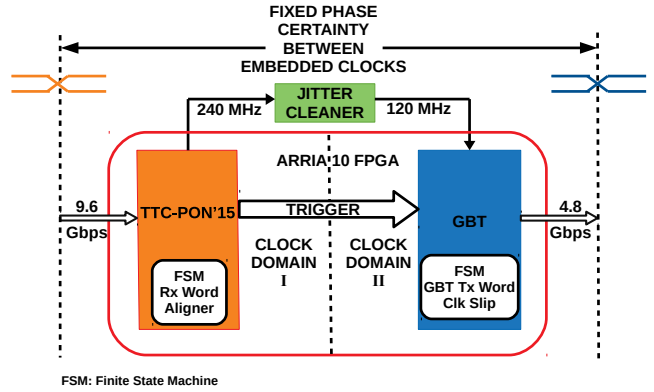 FIXED PHASE
CERTAINTY
BETWEEN
EMBEDDED CLOCKS
JITTER
CLEANER
240 MHz
120 MHz
ARRIA 10 FPGA
9.6
Gbps
TTC-PON'15
TRIGGER
GBT
4.8
Gbps
CLOCK
DOMAIN
I
CLOCK
DOMAIN
II
FSM
Rx Word
Aligner
FSM
GBT Tx Word
Clk Slip
FSM: Finite State Machine